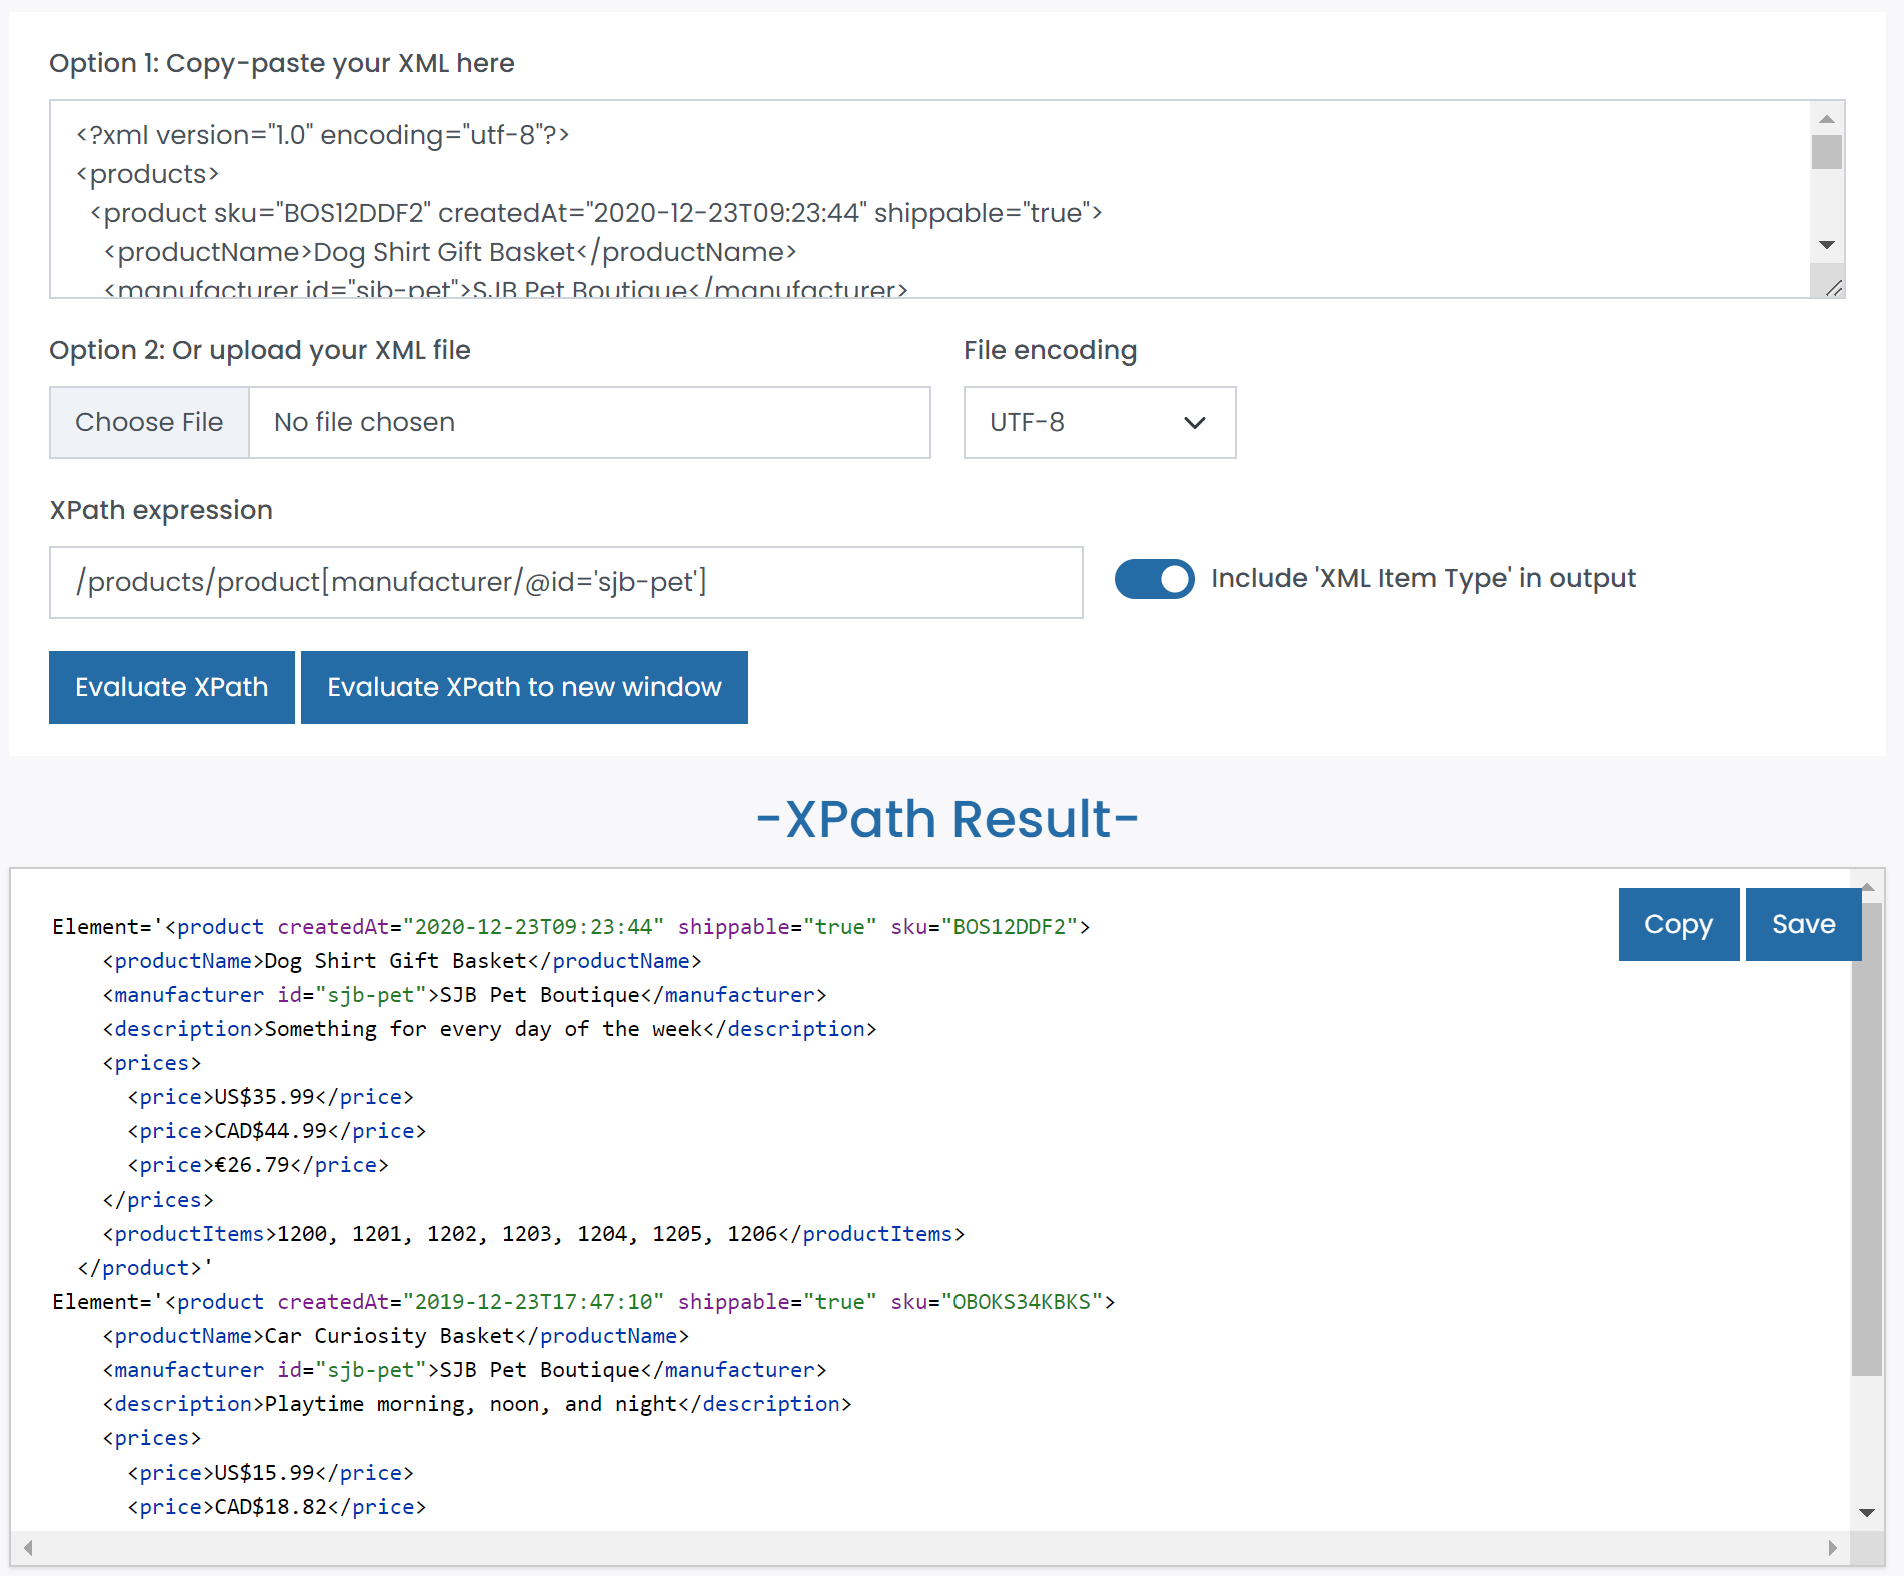 Option 1: Copy-paste your XML here
<?xml version="1.0" encoding="utf-8"?>
<products>
<product sku="BOS12DDF2" createdAt="2020-12-23T09:23:44" shippable="true">
<productName>Dog Shirt Gift Basket</productName>
<manufacturer id="sjb-pet">SJB Pet Boutique</manufacturer>
Option 2: Or upload your XML file
File encoding
Choose File No file chosen
UTF-8
XPath expression
/products/product[manufacturer/@id='sjb-pet']
Include 'XML Item Type' in output
Evaluate XPath
Evaluate XPath to new window
-XPath Result-
Copy
Save
Element='<product createdAt="2020-12-23T09:23:44" shippable="true" sku="BOS12DDF2">
<productName>Dog Shirt Gift Basket</productName>
<manufacturer id="sjb-pet">SJB Pet Boutique</manufacturer>
<description>Something for every day of the week</description>
<prices>
<price>US$35.99</price>
<price>CAD$44.99</price>
<price>€26.79</price>
</prices>
<productItems>1200, 1201, 1202, 1203, 1204, 1205, 1206</productItems>
</product>'
Element='<product createdAt="2019-12-23T17:47:10" shippable="true" sku="OBOKS34KBKS">
<productName>Car Curiosity Basket</productName>
<manufacturer id="sjb-pet">SJB Pet Boutique</manufacturer>
<description>Playtime morning, noon, and night</description>
<prices>
<price>US$15.99</price>
<price>CAD$18.82</price>